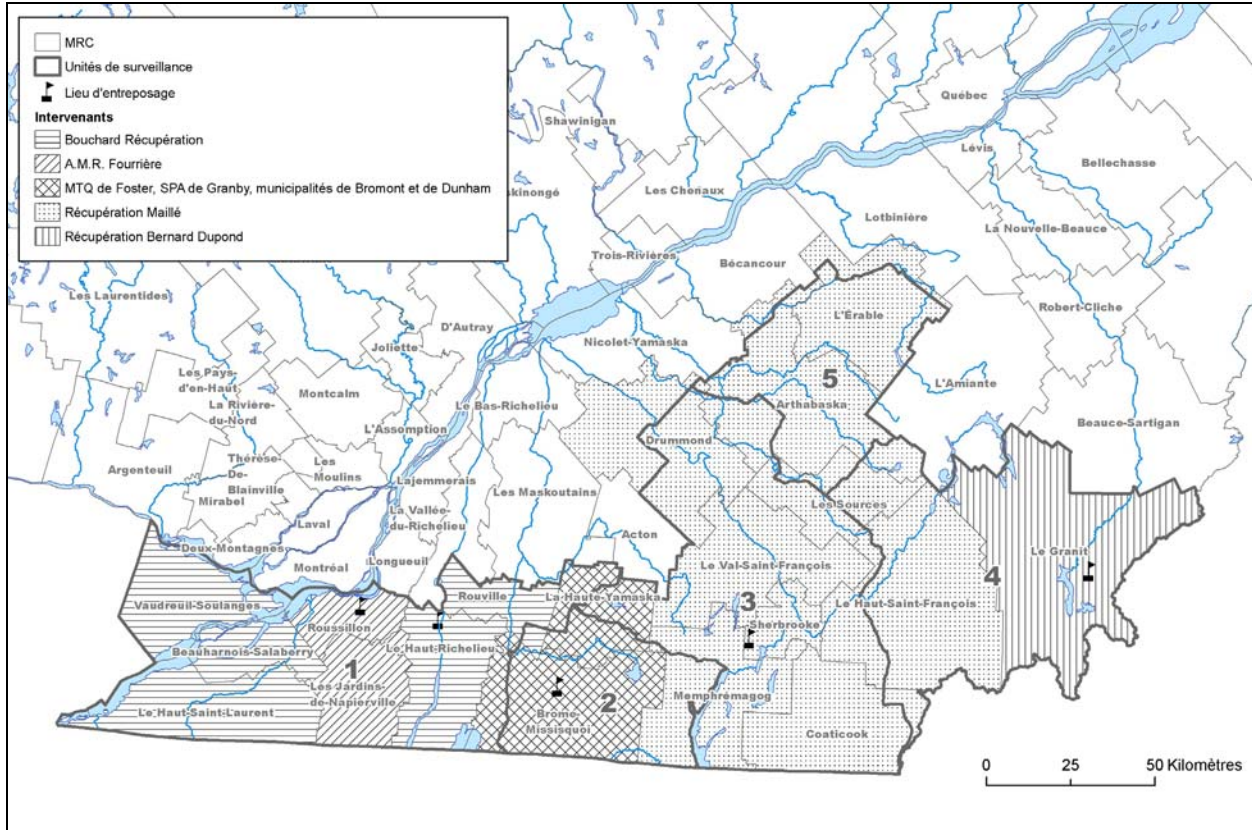 MRC
Unités de surveillance
Lieu d'entreposage
Intervenants
Bouchard Récupération
A.M.R. Fourrière
MTQ de Foster, SPA de Granby, municipalités de Bromont et de Dunham
Récupération Maillé
Récupération Bernard Dupond
Québec
Shawinigan
Lévis
Bellechasse
skinongé
Les Chenaux
Lotbinière
La Nouvelle-Beauce
Trois-Rivières
Bécancour
Les Laurentides
Robert-Cliche
D'Autray
L'Érable
Joliette
Nicolet-Yamaska
Les Pays-
d'en-Haut
5
L'Amiante
Montcalm
La Rivière-
du-Nord
Le Bas-Richelieu
Arthabaska
Beauce-Sartigan
L'Assomption
Drummond
Argenteuil
Thérèse-
De-
Blainville
Les
Moulins
Mirabel
Lajemmerais
Les Maskoutains
La Vallée-
du-Richelieu
Les Sources
Laval
Acton
Deux-Montagnes
Longueuil
Le Granit
Montréal
Le Val-Saint-François
4
Rouville
La Haute-Yamaska
Vaudreuil-Soulanges
3
Le Haut-Saint-François
Roussillon
Sherbrooke
Beauharnois-Salaberry
Le Haut-Richelieu
1
Les Jardins-
de-Napierville
Memphrémagog
2
Le Haut-Saint-Laurent
Brome-
Missisquoi
Coaticook
0 25 50 Kilomètres